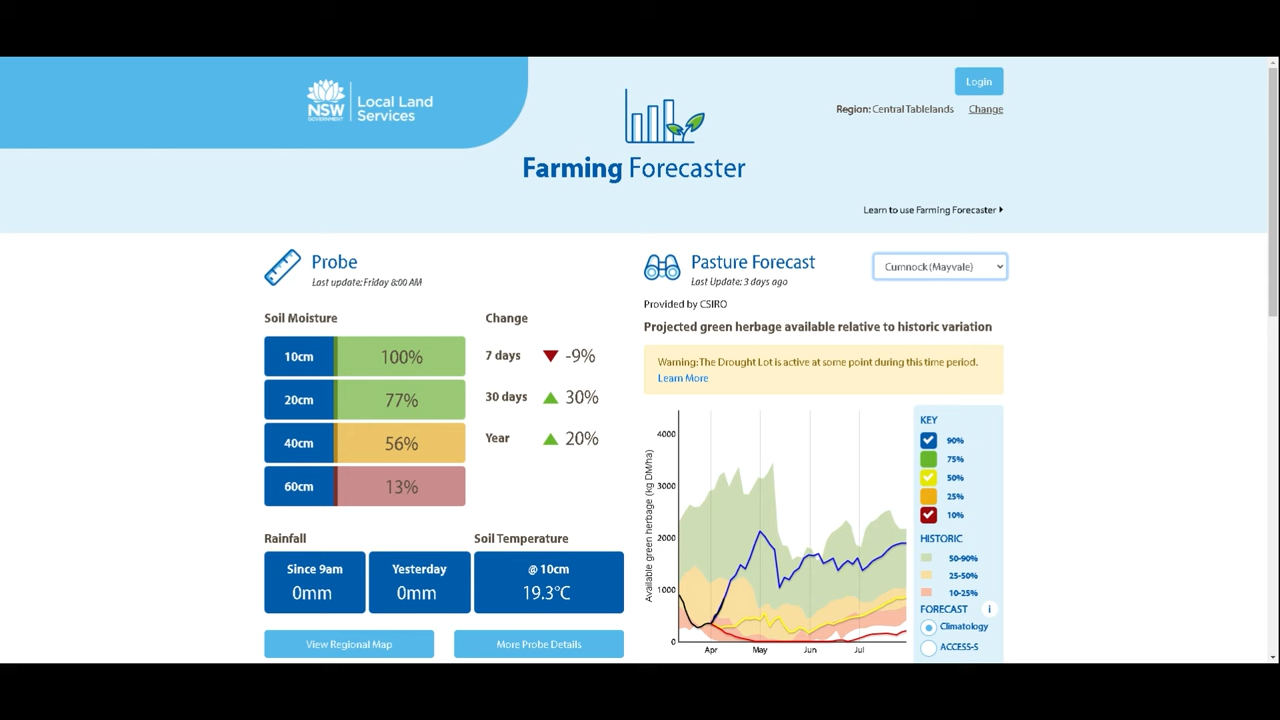 Login
NSW
GOVERNMENT
Local Land
Services
Region: Central Tablelands Change
Farming Forecaster
Learn to use Farming Forecaster
Probe
Last update: Friday 8:00 AM
Soil Moisture
Change
10cm 100%
20cm 77%
40cm 56%
60cm 13%
7 days -9%
30 days 30%
Year 20%
Rainfall
Soil Temperature
Since 9am
0mm
Yesterday
0mm
@ 10cm
19.3°C
View Regional Map
More Probe Details
Pasture Forecast
Last Update: 3 days ago
Cumnock (Mayvale)
Provided by CSIRO
Projected green herbage available relative to historic variation
Warning: The Drought Lot is active at some point during this time period.
Learn More
Available green herbage (kg DM/ha)
4000
3000
2000
1000
0
Apr May Jun Jul
KEY
90%
75%
50%
25%
10%
HISTORIC
50-90%
25-50%
10-25%
FORECAST i
Climatology
ACCESS-S